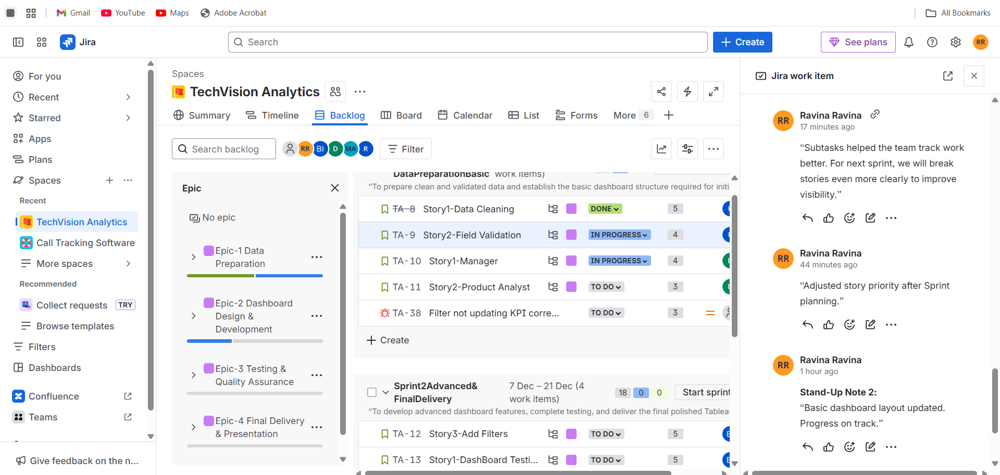 Gmail
YouTube
Maps
Adobe Acrobat
All Bookmarks
Jira
Search
Create
See plans
RR
For you
Recent
Starred
Apps
Plans
Spaces
Recent
TechVision Analytics
Call Tracking Software
More spaces
Recommended
Collect requests TRY
Browse templates
Filters
Dashboards
Confluence
Teams
Give feedback on the n...
Spaces
TechVision Analytics
Summary
Timeline
Backlog
Board
Calendar
List
Forms
More 6
Search backlog
RR BI D MA R
Filter
Epic
No epic
Epic-1 Data
Preparation
Epic-2 Dashboard
Design &
Development
Epic-3 Testing &
Quality Assurance
Epic-4 Final Delivery
& Presentation
DataPreparationBasic work items)
“To prepare clean and validated data and establish the basic dashboard structure required for initi
TA-8 Story1-Data Cleaning DONE 5
TA-9 Story2-Field Validation IN PROGRESS 4
TA-10 Story1-Manager IN PROGRESS 4
TA-11 Story2-Product Analyst TO DO 3
TA-38 Filter not updating KPI corre... TO DO 3
Create
Sprint2Advanced& 7 Dec – 21 Dec (4
FinalDelivery work items)
18 0 0 Start sprint
“To develop advanced dashboard features, complete testing, and deliver the final polished Tablea
TA-12 Story3-Add Filters TO DO 5
TA-13 Story1-DashBoard Testi... TO DO 5
Jira work item
RR
Ravina Ravina
17 minutes ago
“Subtasks helped the team track work
better. For next sprint, we will break
stories even more clearly to improve
visibility.”
RR
Ravina Ravina
44 minutes ago
“Adjusted story priority after Sprint
planning.”
RR
Ravina Ravina
1 hour ago
Stand-Up Note 2:
“Basic dashboard layout updated.
Progress on track.”